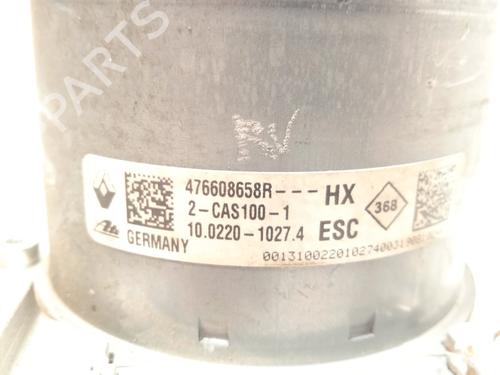 B-PARTS
RV
476608658R--- HX
368
2-CAS100-1
10.0220-1027.4 ESC
GERMANY